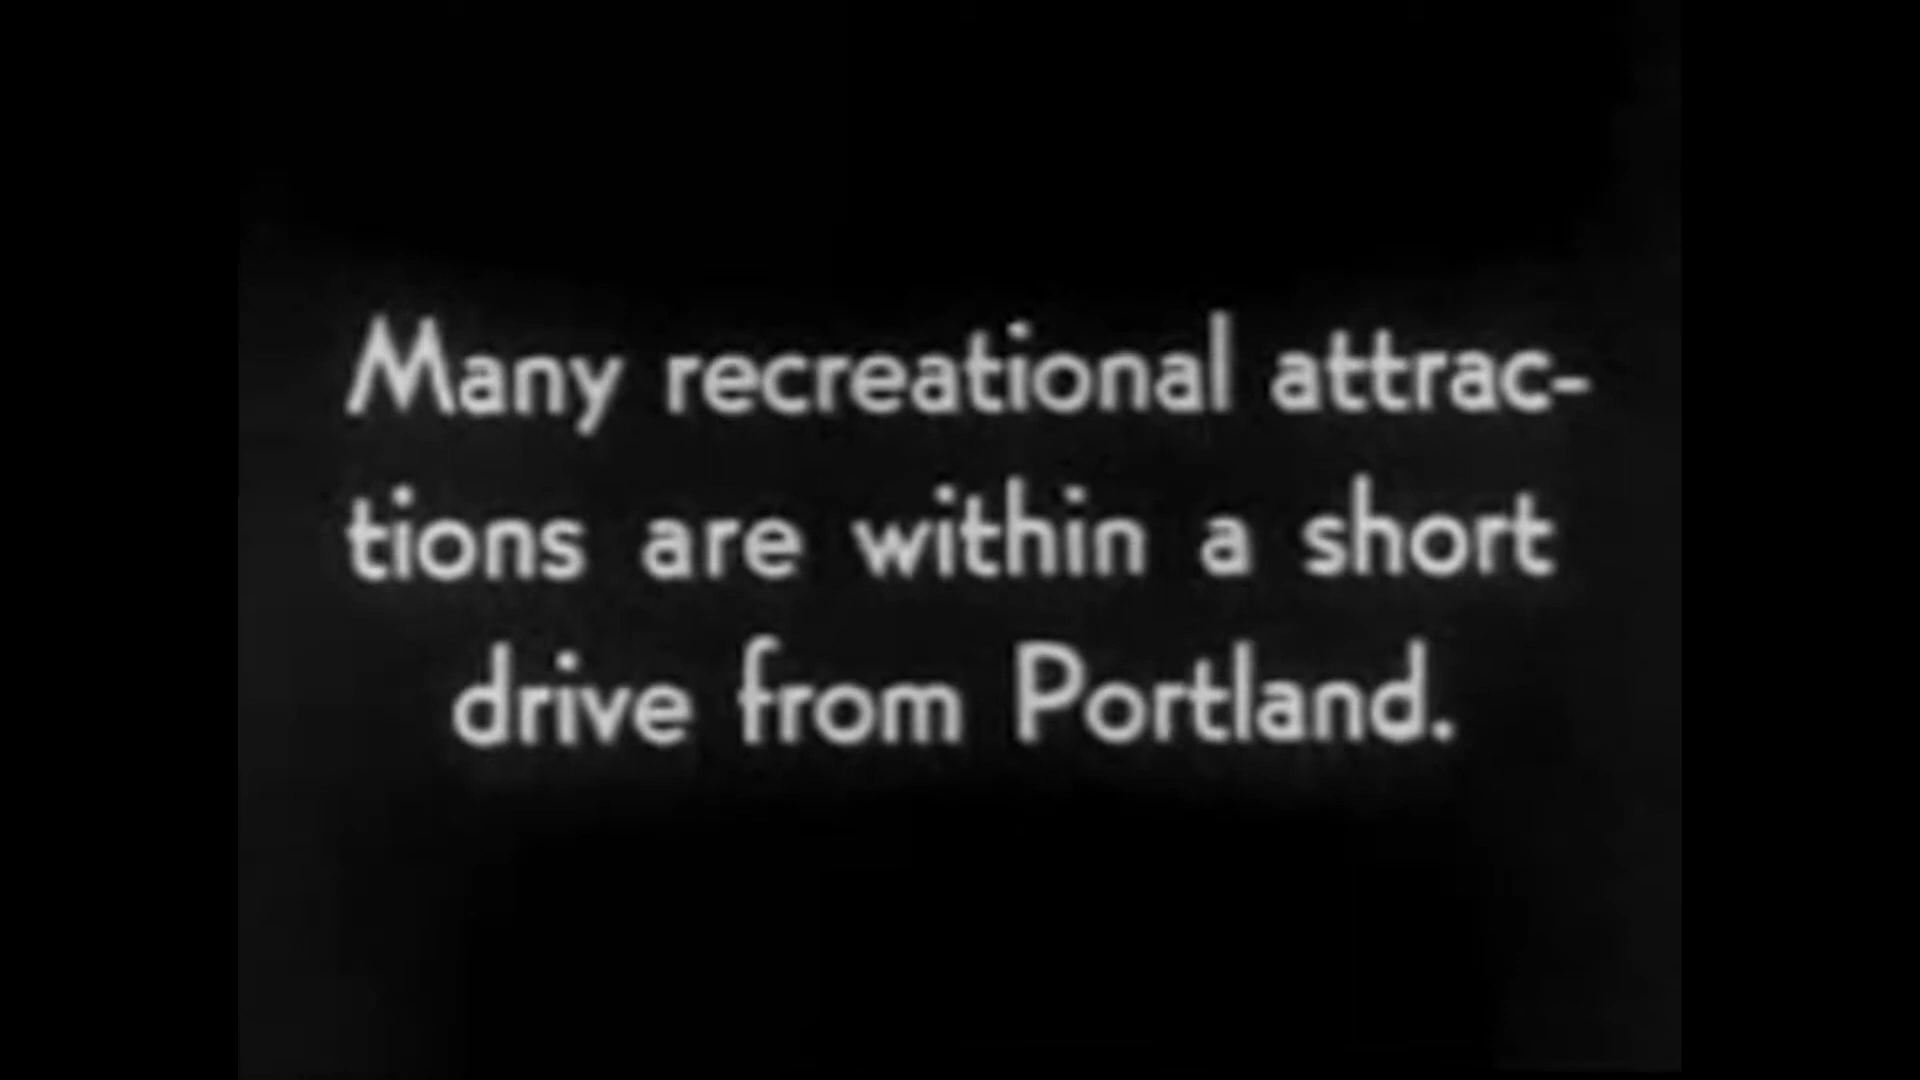 Many recreational attrac-
tions are within a short
drive from Portland.